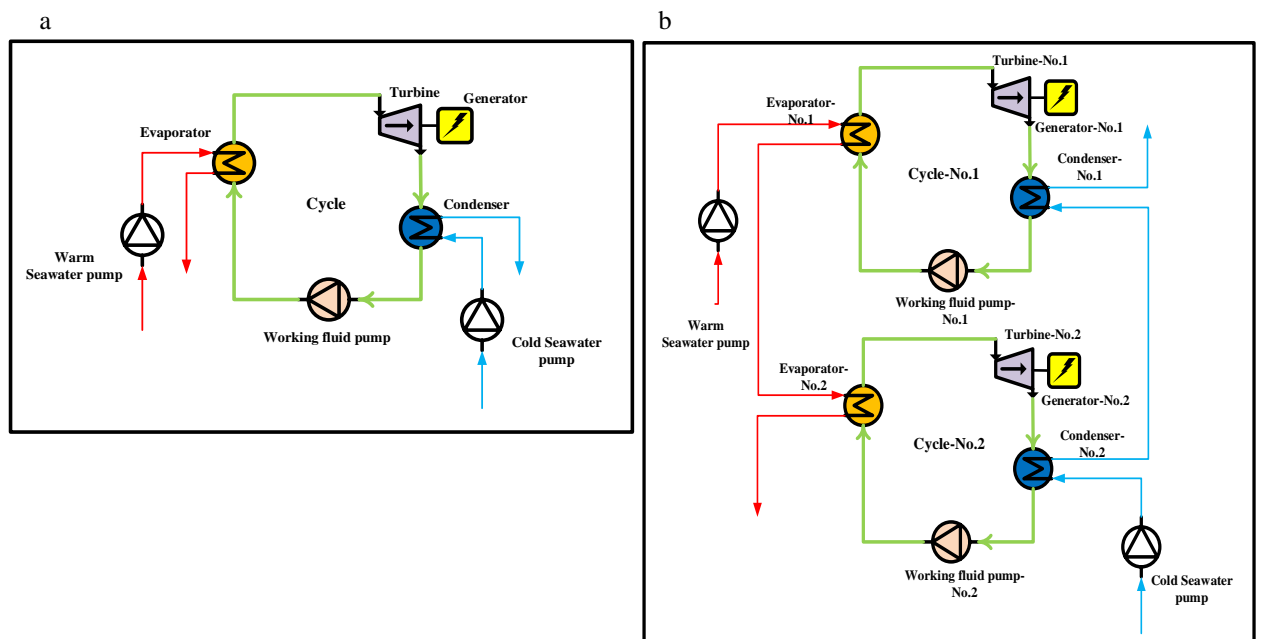 a
Turbine
Generator
Evaporator
Cycle
Condenser
Warm
Seawater pump
Working fluid pump
Cold Seawater
pump
b
Turbine-No.1
Evaporator-
No.1
Generator-No.1
Cycle-No.1
Condenser-
No.1
Working fluid pump-
No.1
Warm
Seawater pump
Turbine-No.2
Evaporator-
No.2
Generator-No.2
Cycle-No.2
Condenser-
No.2
Working fluid pump-
No.2
Cold Seawater
pump